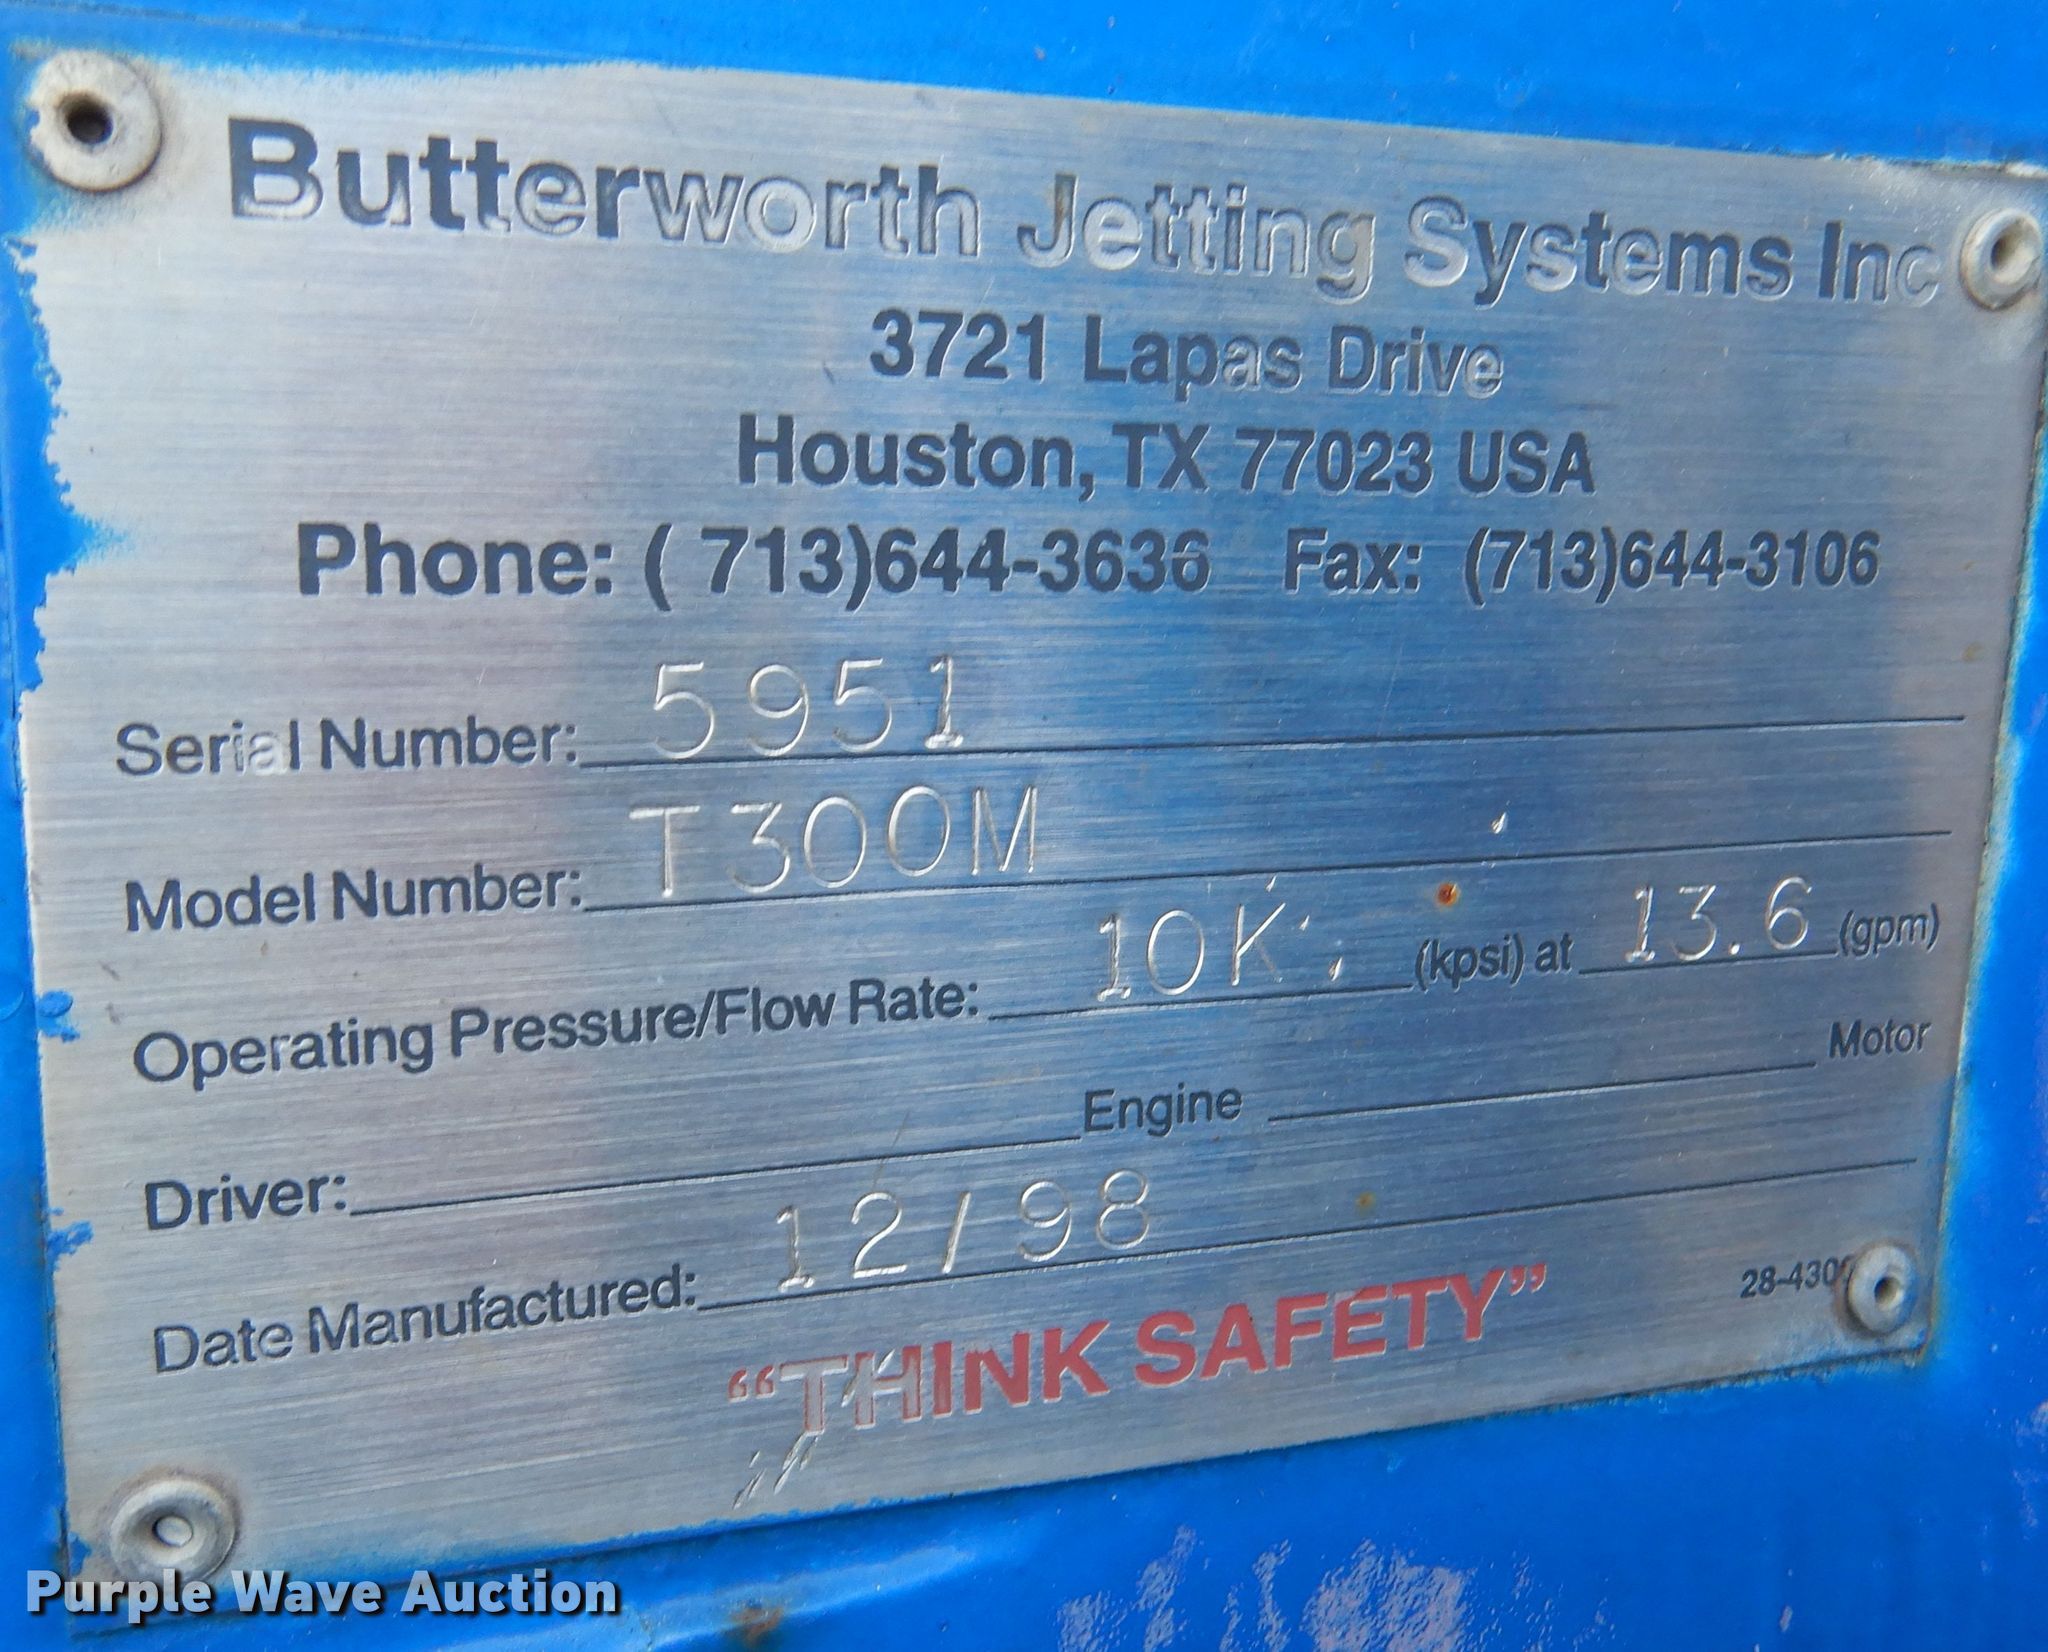 Butterworth Jetting Systems Inc
3721 Lapas Drive
Houston, TX 77023 USA
Phone: ( 713)644-3636 Fax: (713)644-3106
Serial Number: 5951
Model Number: T300M
Operating Pressure/Flow Rate: 10K (kpsi) at 13.6 (gpm)
Driver: Engine Motor
Date Manufactured: 12/98
"THINK SAFETY"
Purple Wave Auction